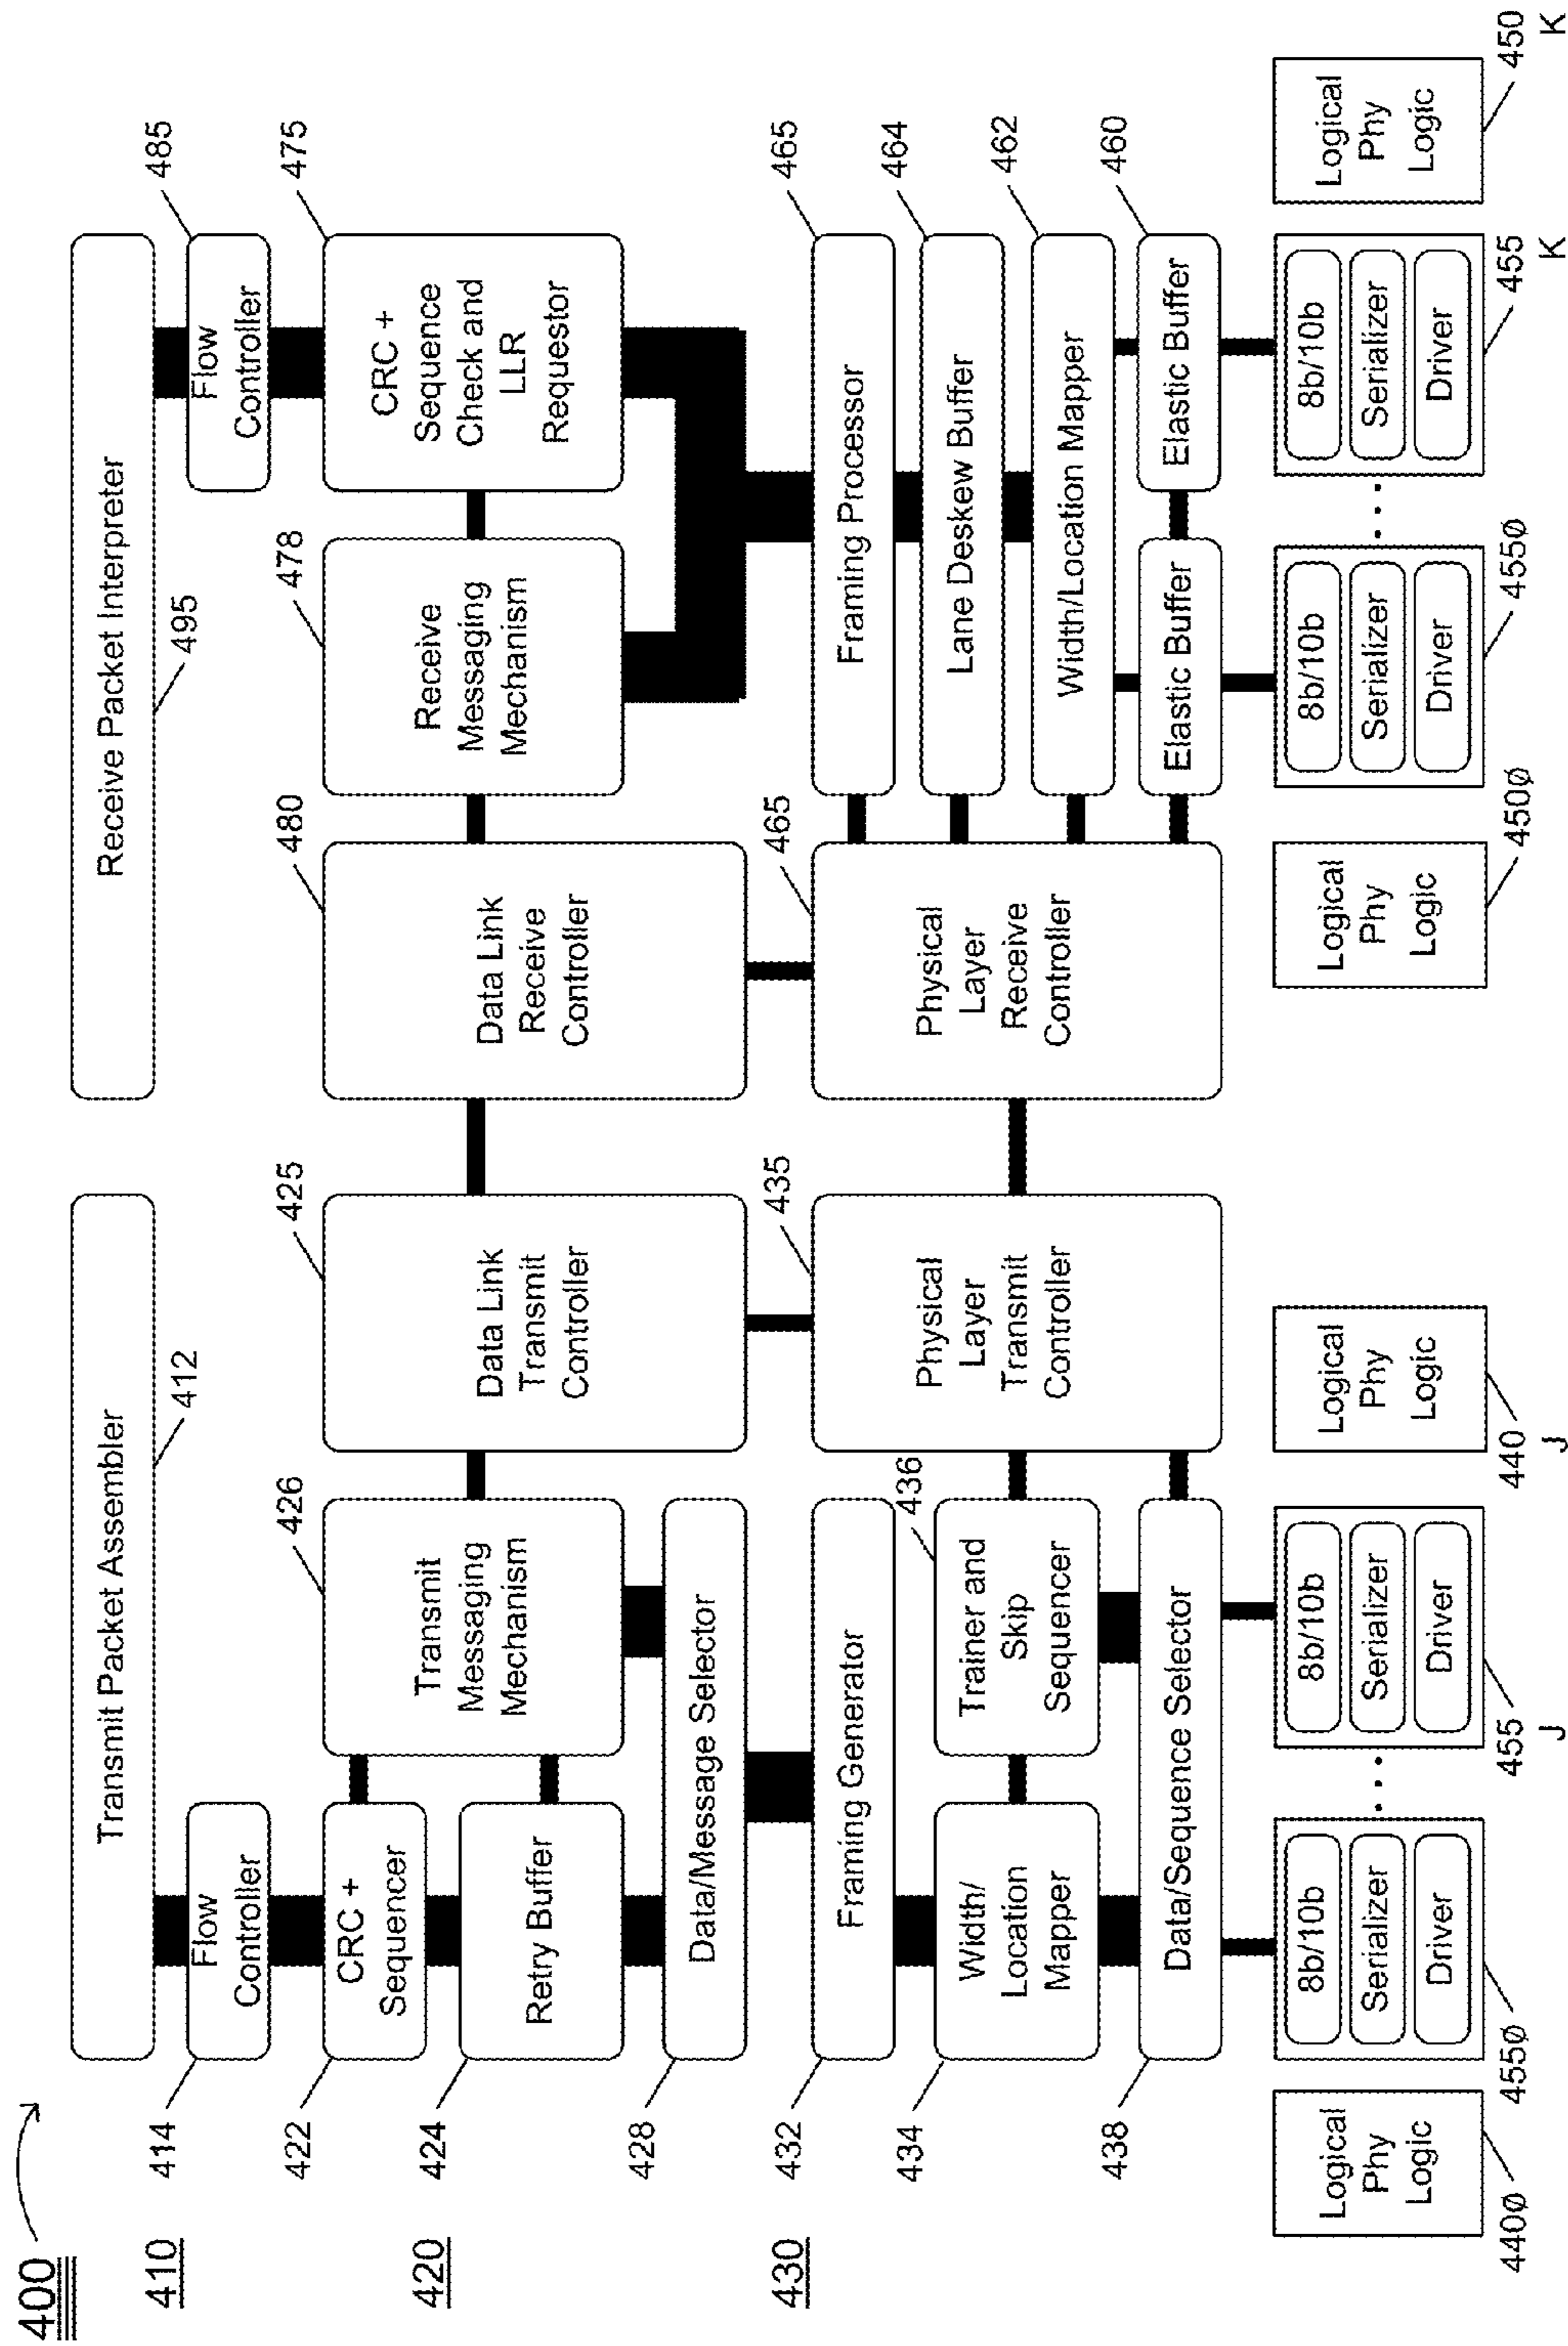 400
410
420
430
Transmit Packet Assembler
412
Receive Packet Interpreter
495
414
Flow
Controller
Flow
Controller
485
422
CRC +
Sequencer
426
Transmit
Messaging
Mechanism
425
Data Link
Transmit
Controller
480
Data Link
Receive
Controller
478
Receive
Messaging
Mechanism
475
CRC +
Sequence
Check and
LLR
Requestor
424
Retry Buffer
428
Data/Message Selector
432
Framing Generator
435
Physical
Layer
Transmit
Controller
465
Physical
Layer
Receive
Controller
Framing Processor
465
434
Width/
Location
Mapper
436
Trainer and
Skip
Sequencer
Lane Deskew Buffer
464
Width/Location Mapper
462
438
Data/Sequence Selector
Elastic Buffer
Elastic Buffer
460
Logical
Phy
Logic
440∅
8b/10b
Serializer
Driver
455∅
...
8b/10b
Serializer
Driver
455
J
Logical
Phy
Logic
440
J
Logical
Phy
Logic
450∅
8b/10b
Serializer
Driver
455∅
...
8b/10b
Serializer
Driver
455
K
Logical
Phy
Logic
450
K